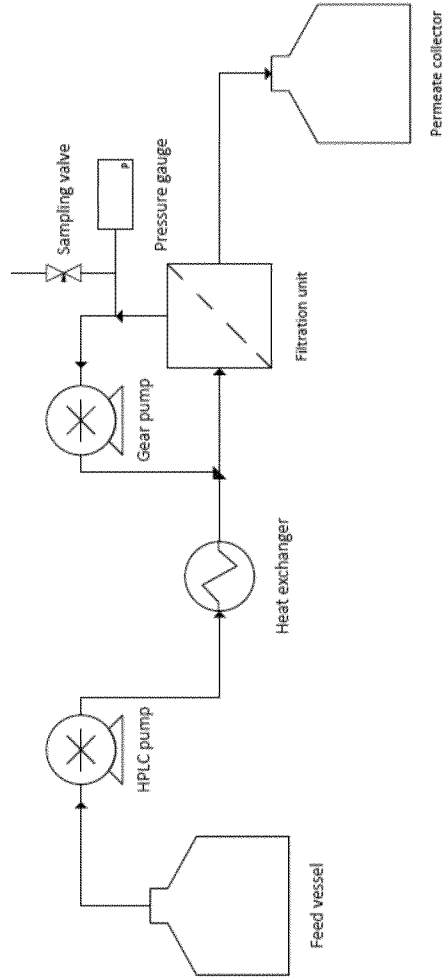 Feed vessel
HPLC pump
Heat exchanger
Gear pump
Sampling valve
P
Pressure gauge
Filtration unit
Permeate collector